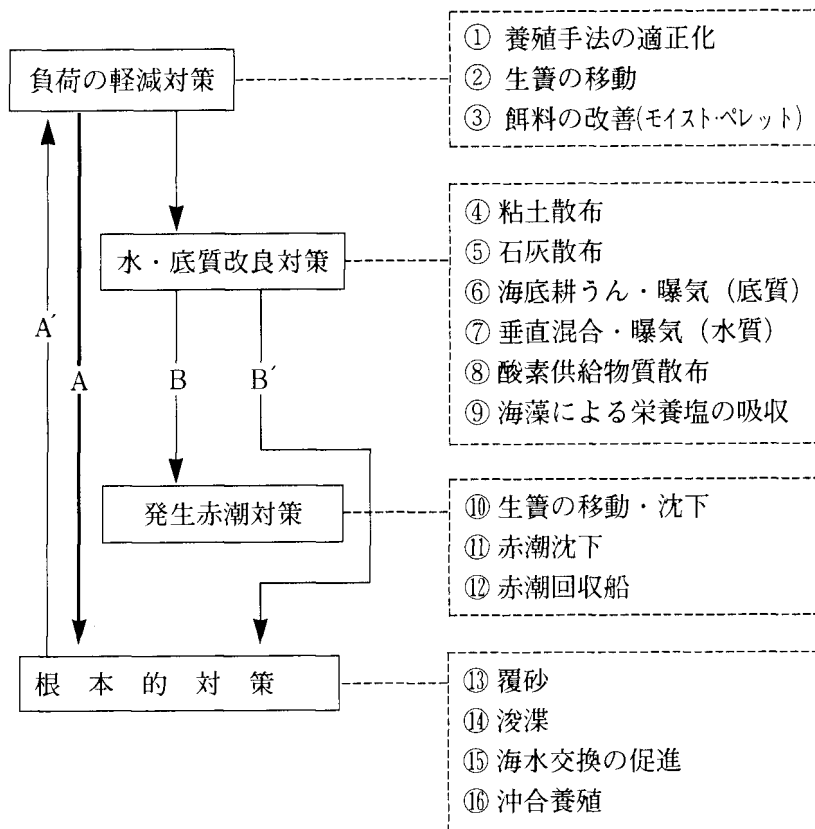 負荷の軽減対策
① 養殖手法の適正化
② 生簀の移動
③ 餌料の改善(モイスト・ペレット)
水・底質改良対策
④ 粘土散布
⑤ 石灰散布
⑥ 海底耕うん・曝気（底質）
⑦ 垂直混合・曝気（水質）
⑧ 酸素供給物質散布
⑨ 海藻による栄養塩の吸収
A´
A
B
B´
発生赤潮対策
⑩ 生簀の移動・沈下
⑪ 赤潮沈下
⑫ 赤潮回収船
根本的対策
⑬ 覆砂
⑭ 浚渫
⑮ 海水交換の促進
⑯ 沖合養殖